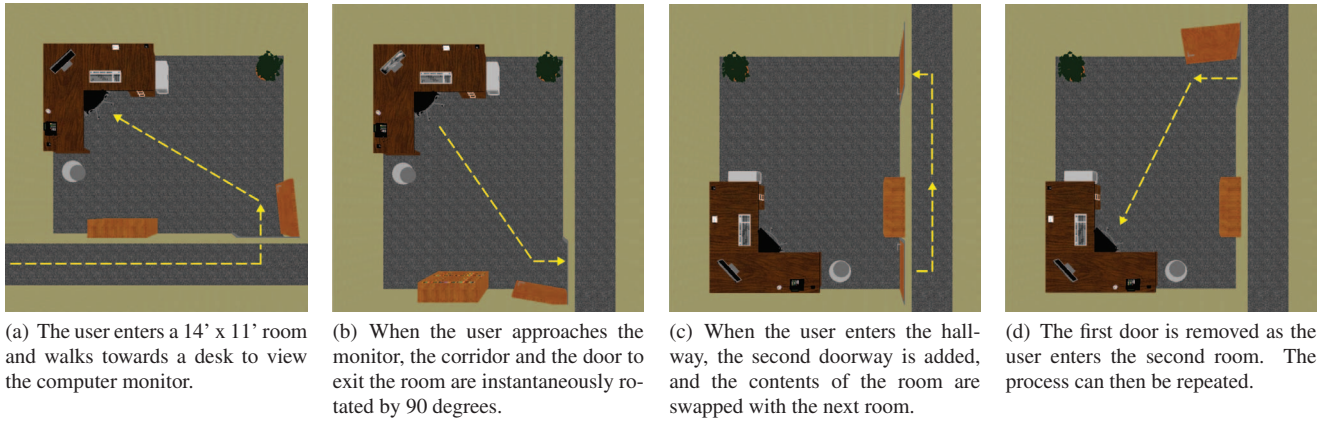 (a) The user enters a 14’ x 11’ room
and walks towards a desk to view
the computer monitor.
(b) When the user approaches the
monitor, the corridor and the door to
exit the room are instantaneously ro-
tated by 90 degrees.
(c) When the user enters the hall-
way, the second doorway is added,
and the contents of the room are
swapped with the next room.
(d) The first door is removed as the
user enters the second room. The
process can then be repeated.